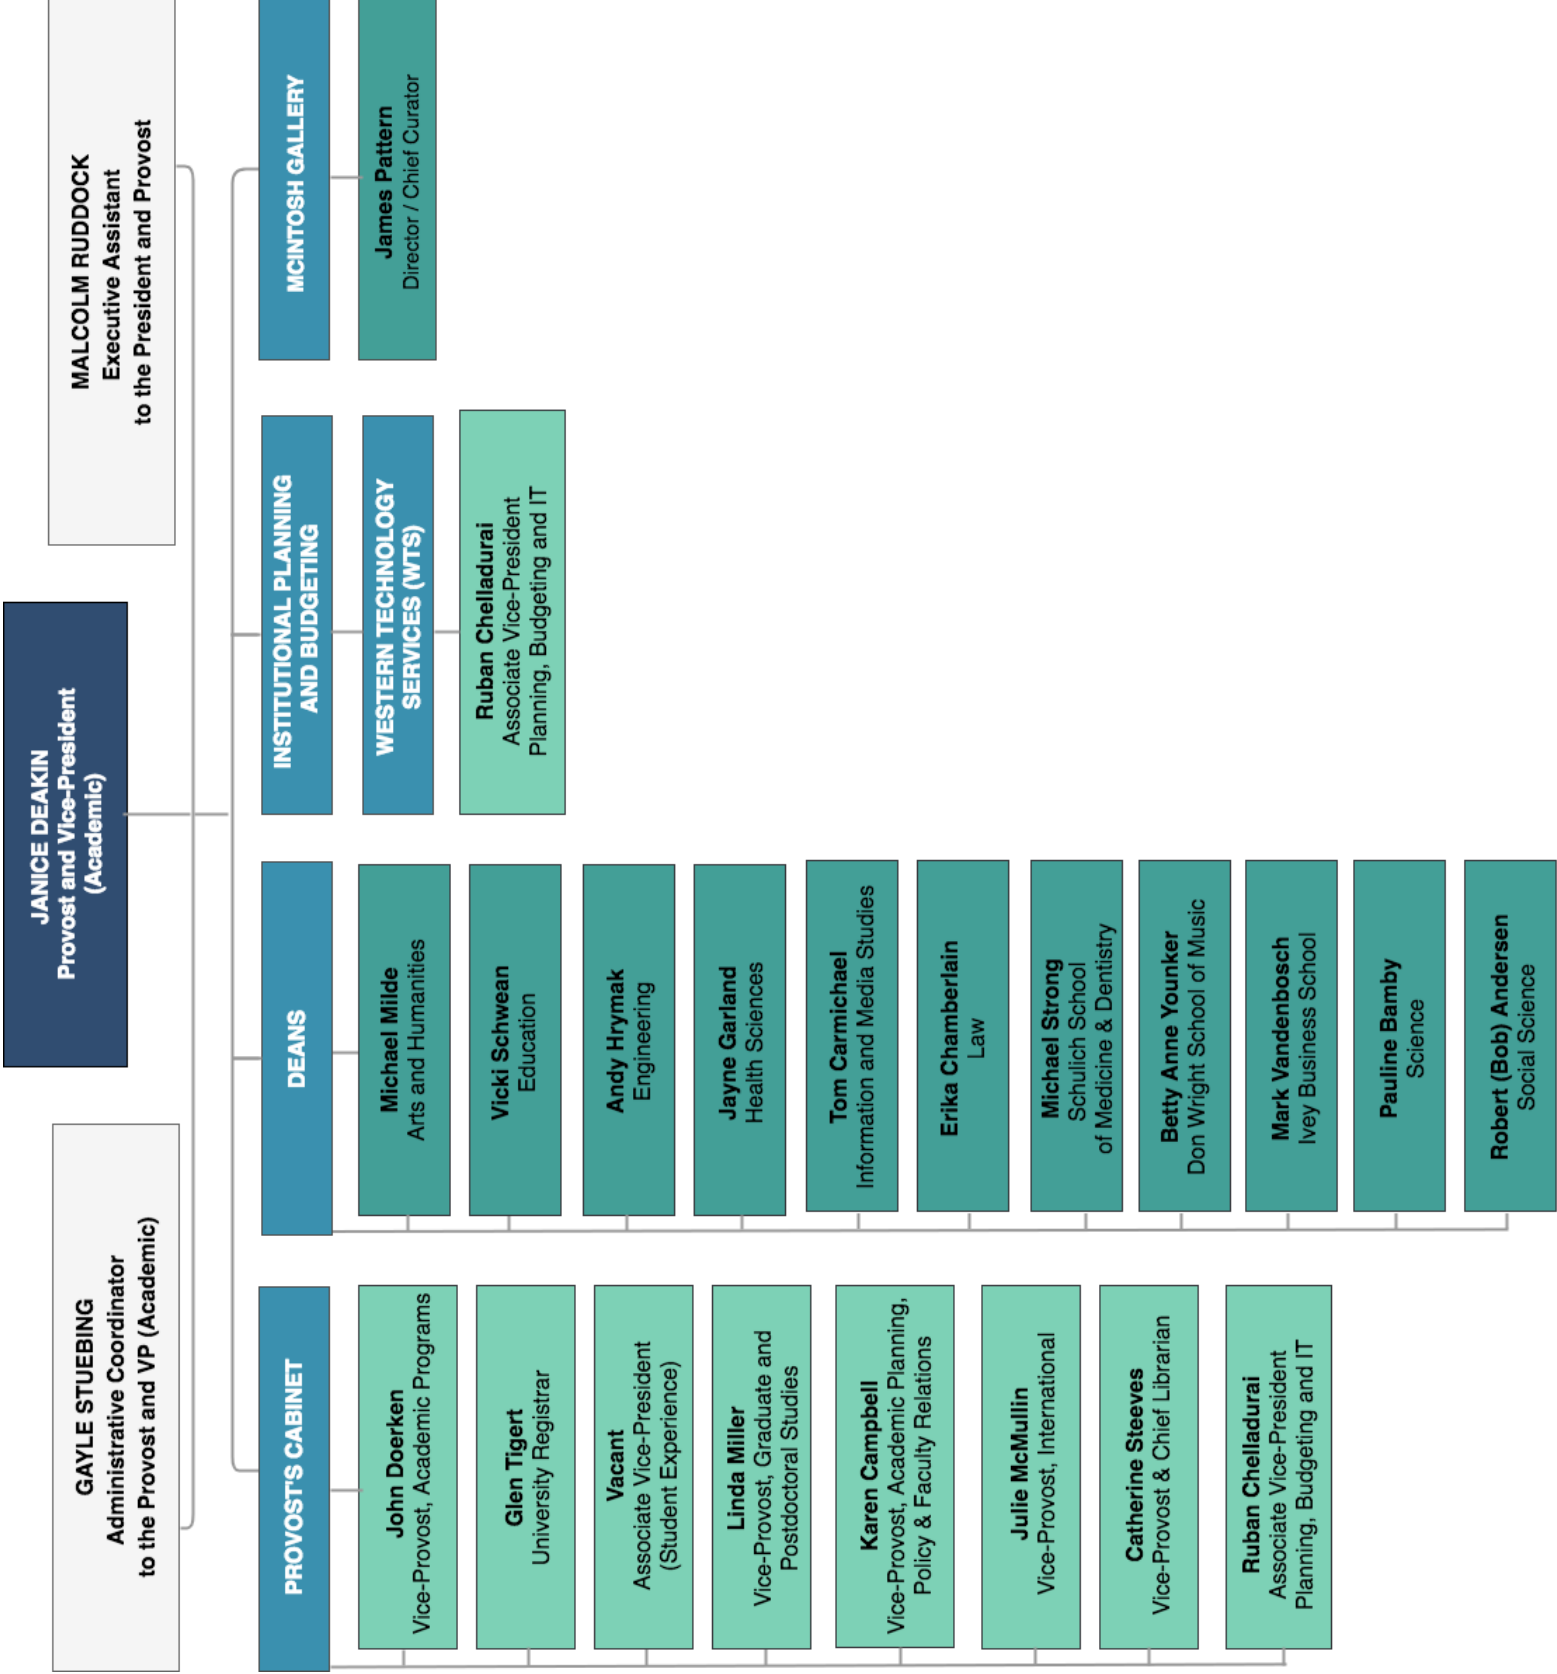 JANICE DEAKIN
Provost and Vice-President
(Academic)
GAYLE STUEBING
Administrative Coordinator
to the Provost and VP (Academic)
MALCOLM RUDDOCK
Executive Assistant
to the President and Provost
PROVOST'S CABINET
John Doerken
Vice-Provost, Academic Programs
Glen Tigert
University Registrar
Vacant
Associate Vice-President
(Student Experience)
Linda Miller
Vice-Provost, Graduate and
Postdoctoral Studies
Karen Campbell
Vice-Provost, Academic Planning,
Policy & Faculty Relations
Julie McMullin
Vice-Provost, International
Catherine Steeves
Vice-Provost & Chief Librarian
Ruban Chelladurai
Associate Vice-President
Planning, Budgeting and IT
DEANS
Michael Milde
Arts and Humanities
Vicki Schwean
Education
Andy Hrymak
Engineering
Jayne Garland
Health Sciences
Tom Carmichael
Information and Media Studies
Erika Chamberlain
Law
Michael Strong
Schulich School
of Medicine & Dentistry
Betty Anne Younker
Don Wright School of Music
Mark Vandenbosch
Ivey Business School
Pauline Bamby
Science
Robert (Bob) Andersen
Social Science
INSTITUTIONAL PLANNING
AND BUDGETING
WESTERN TECHNOLOGY
SERVICES (WTS)
Ruban Chelladurai
Associate Vice-President
Planning, Budgeting and IT
MCINTOSH GALLERY
James Pattern
Director / Chief Curator